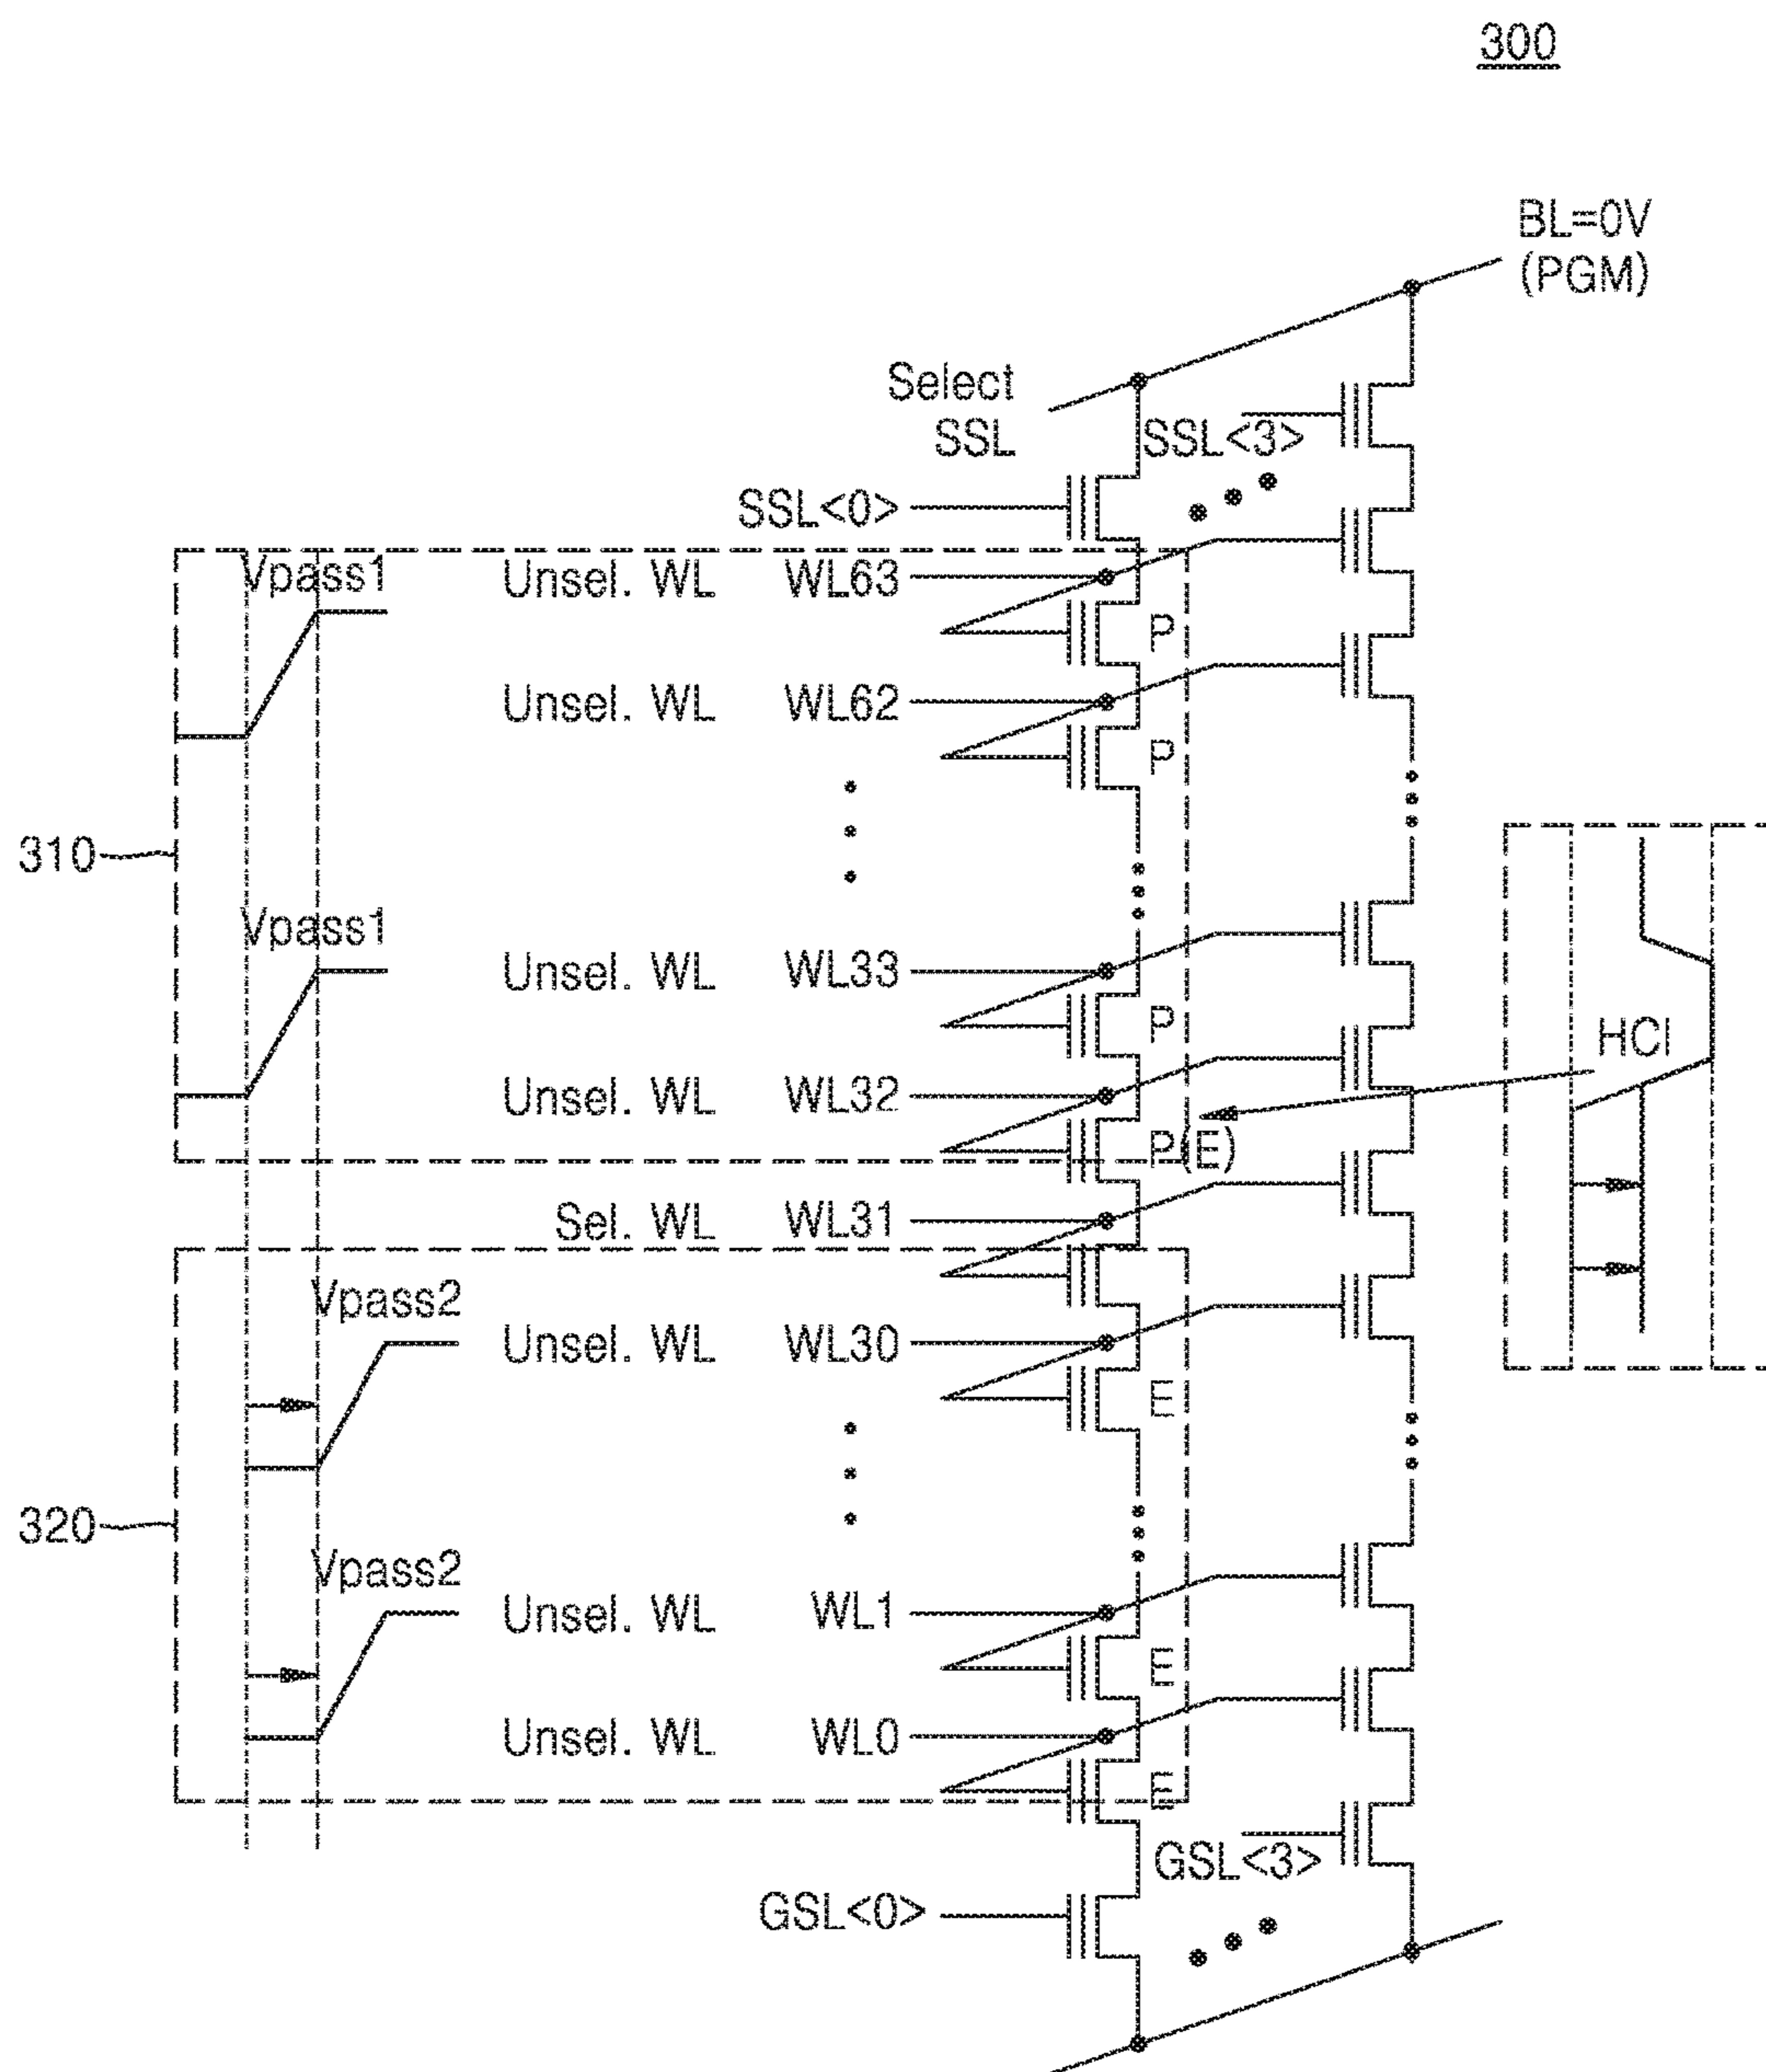 300
BL=0V
(PGM)
Select
SSL
SSL<3>
SSL<0>
Vpass1
Unsel. WL WL63
P
Unsel. WL WL62
P
310
Vpass1
Unsel. WL WL33
P
HCI
Unsel. WL WL32
P(E)
Sel. WL WL31
Vpass2
Unsel. WL WL30
E
320
Vpass2
Unsel. WL WL1
E
Unsel. WL WL0
E
GSL<3>
GSL<0>